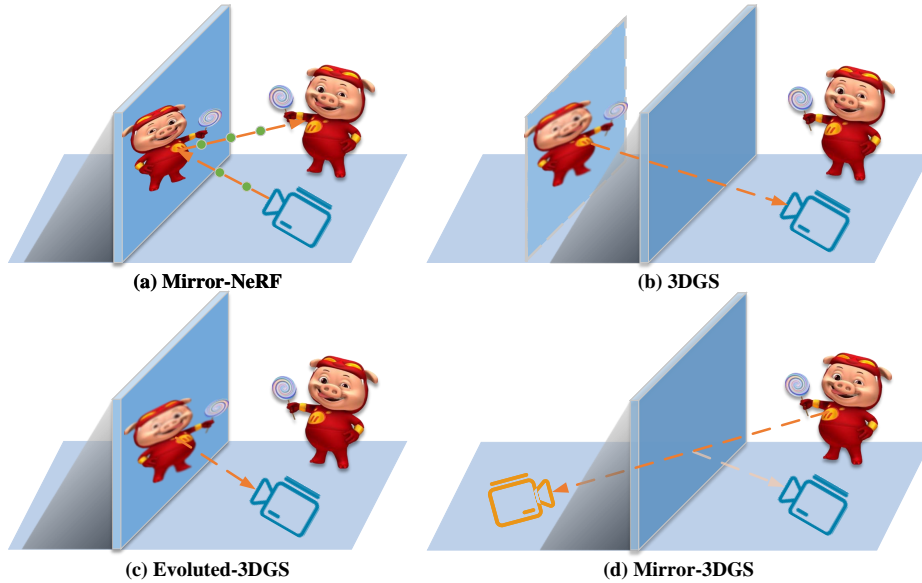 (a) Mirror-NeRF
(b) 3DGS
(c) Evoluted-3DGS
(d) Mirror-3DGS